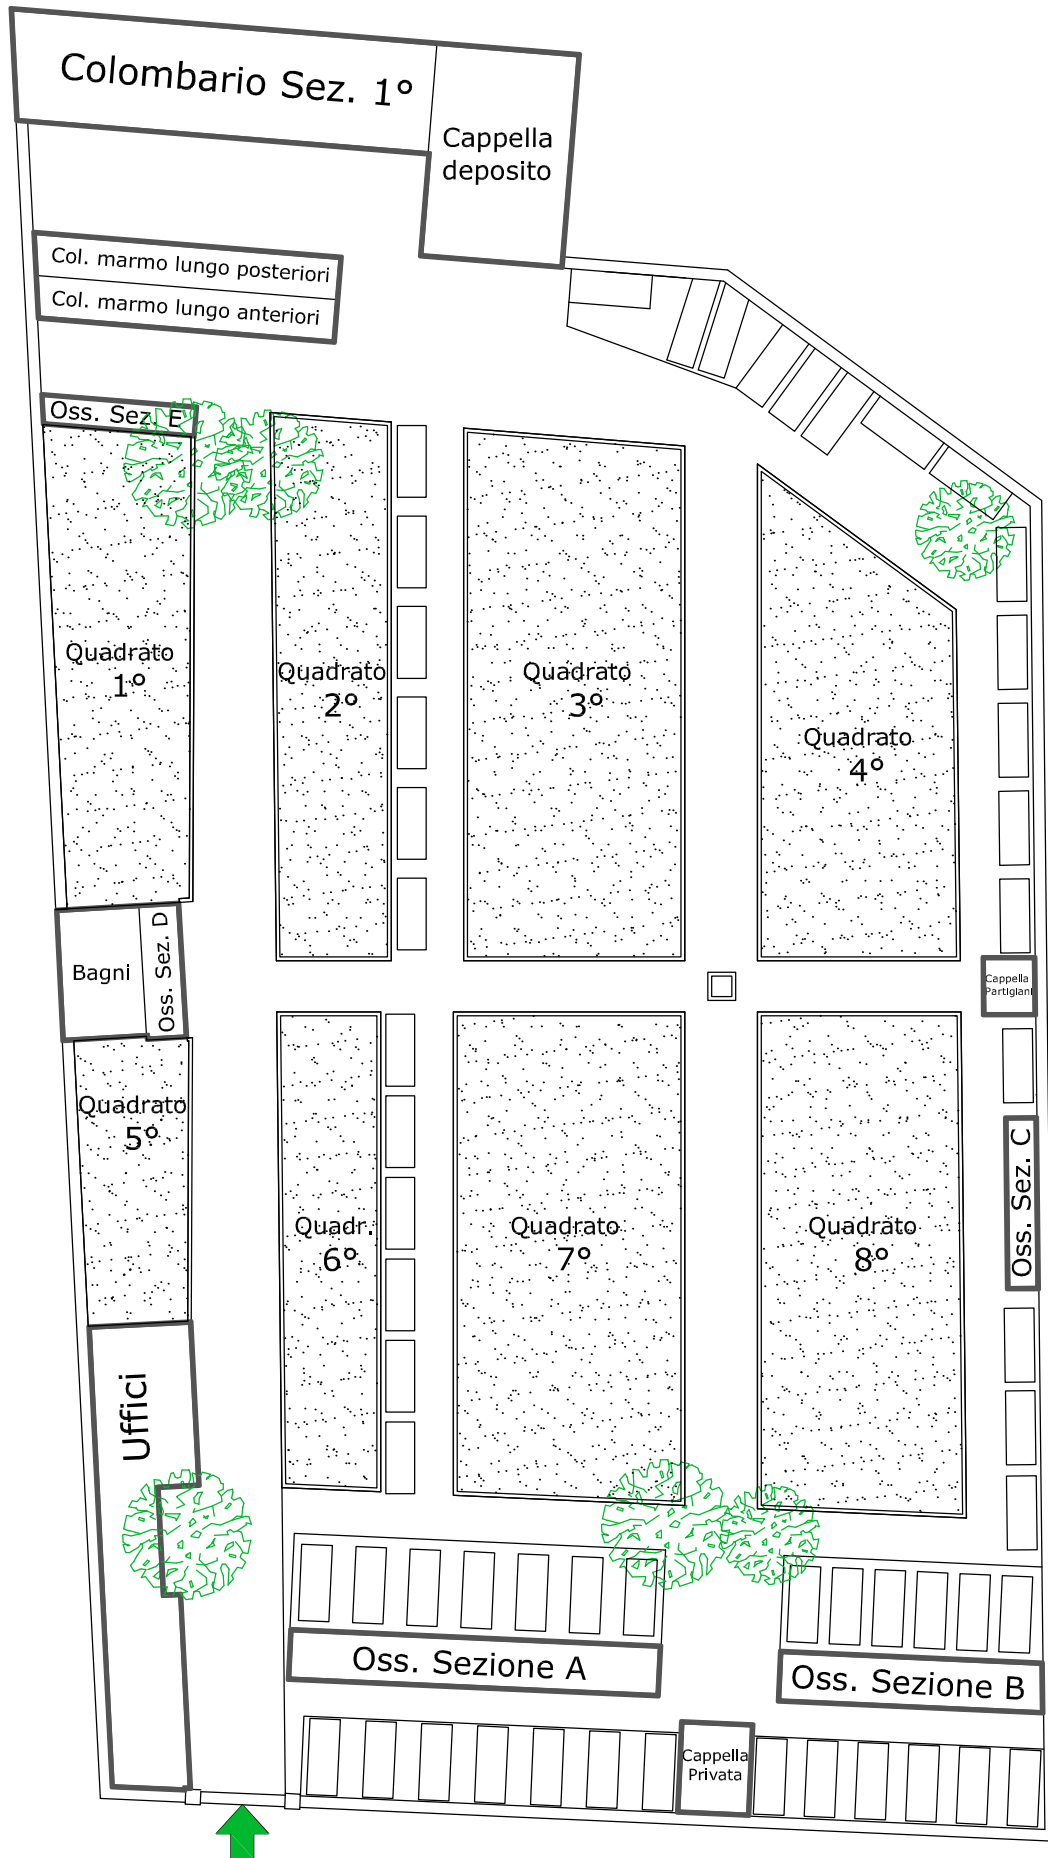 Colombario Sez. 1°
Cappella
deposito
Col. marmo lungo posteriori
Col. marmo lungo anteriori
Oss. Sez. E
Quadrato
1°
Quadrato
2°
Quadrato
3°
Quadrato
4°
Bagni
Oss. Sez. D
Cappella
Partigiani
Quadrato
5°
Quadr.
6°
Quadrato
7°
Quadrato
8°
Oss. Sez. C
Uffici
Oss. Sezione A
Oss. Sezione B
Cappella
Privata